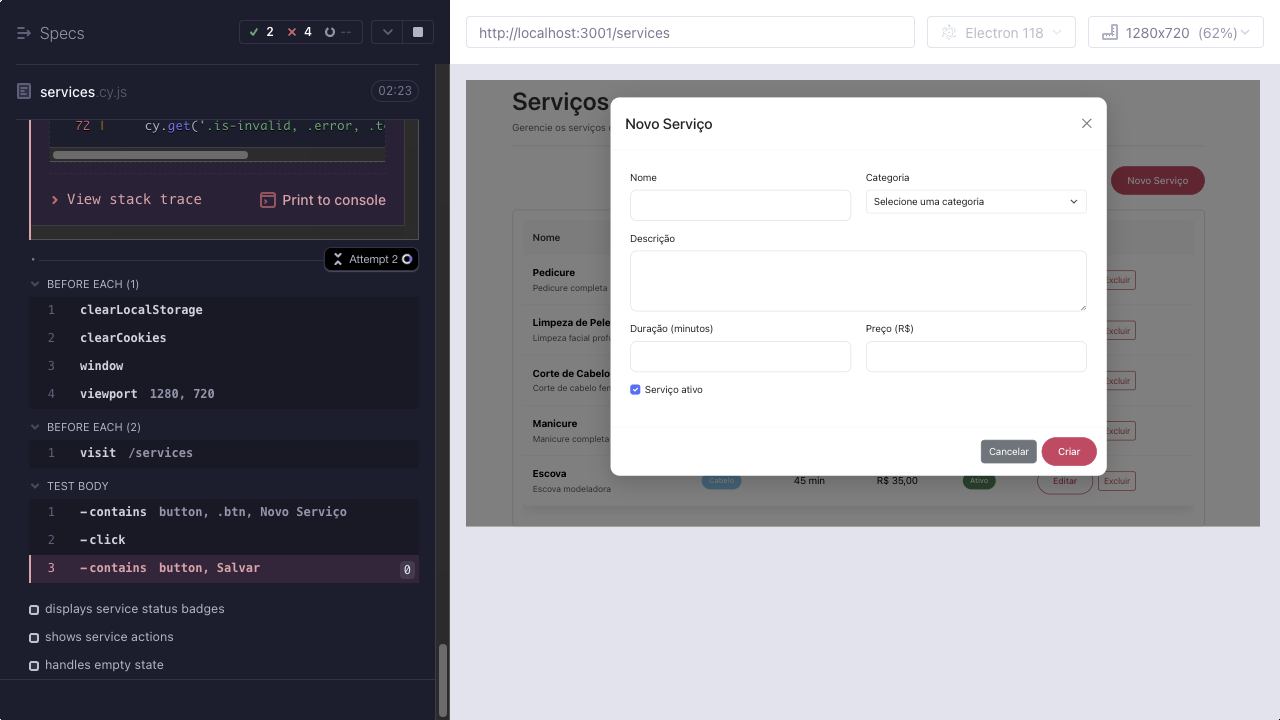 Specs
2
4
--
services.cy.js
02:23
72 | cy.get('.is-invalid, .error, .t
View stack trace
Print to console
Attempt 2
BEFORE EACH (1)
1 clearLocalStorage
2 clearCookies
3 window
4 viewport 1280, 720
BEFORE EACH (2)
1 visit /services
TEST BODY
1 -contains button, .btn, Novo Serviço
2 -click
3 -contains button, Salvar 0
displays service status badges
shows service actions
handles empty state
http://localhost:3001/services
Electron 118
1280x720 (62%)
Serviços
Gerencie os serviços
Novo Serviço
Nome
Pedicure
Pedicure completa
Excluir
Limpeza de Pele
Limpeza facial prof
Excluir
Corte de Cabelo
Corte de cabelo fe
Excluir
Manicure
Manicure completa
Excluir
Escova
Escova modeladora
Cabelo
45 min
R$ 35,00
Ativo
Editar
Excluir
Novo Serviço
Nome
Categoria
Selecione uma categoria
Descrição
Duração (minutos)
Preço (R$)
Serviço ativo
Cancelar
Criar